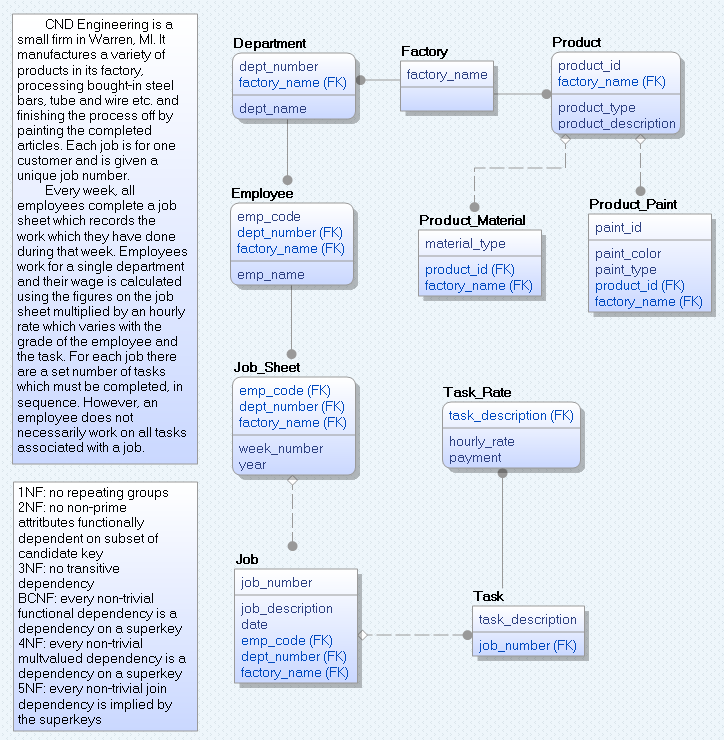 CND Engineering is a
small firm in Warren, MI. It
manufactures a variety of
products in its factory,
processing bought-in steel
bars, tube and wire etc. and
finishing the process off by
painting the completed
articles. Each job is for one
customer and is given a
unique job number.
Every week, all
employees complete a job
sheet which records the
work which they have done
during that week. Employees
work for a single department
and their wage is calculated
using the figures on the job
sheet multiplied by an hourly
rate which varies with the
grade of the employee and
the task. For each job there
are a set number of tasks
which must be completed, in
sequence. However, an
employee does not
necessarily work on all tasks
associated with a job.
1NF: no repeating groups
2NF: no non-prime
attritbutes functionally
dependent on subset of
candidate key
3NF: no transitive
dependency
BCNF: every non-trivial
functional dependency is a
dependency on a superkey
4NF: every non-trivial
multvalued dependency is a
dependency on a superkey
5NF: every non-trivial join
dependency is implied by
the superkeys
Department
dept_number
factory_name (FK)
dept_name
Factory
factory_name
Product
product_id
factory_name (FK)
product_type
product_description
Employee
emp_code
dept_number (FK)
factory_name (FK)
emp_name
Product_Material
material_type
product_id (FK)
factory_name (FK)
Product_Paint
paint_id
paint_color
paint_type
product_id (FK)
factory_name (FK)
Job_Sheet
emp_code (FK)
dept_number (FK)
factory_name (FK)
week_number
year
Task_Rate
task_description (FK)
hourly_rate
payment
Job
job_number
job_description
date
emp_code (FK)
dept_number (FK)
factory_name (FK)
Task
task_description
job_number (FK)